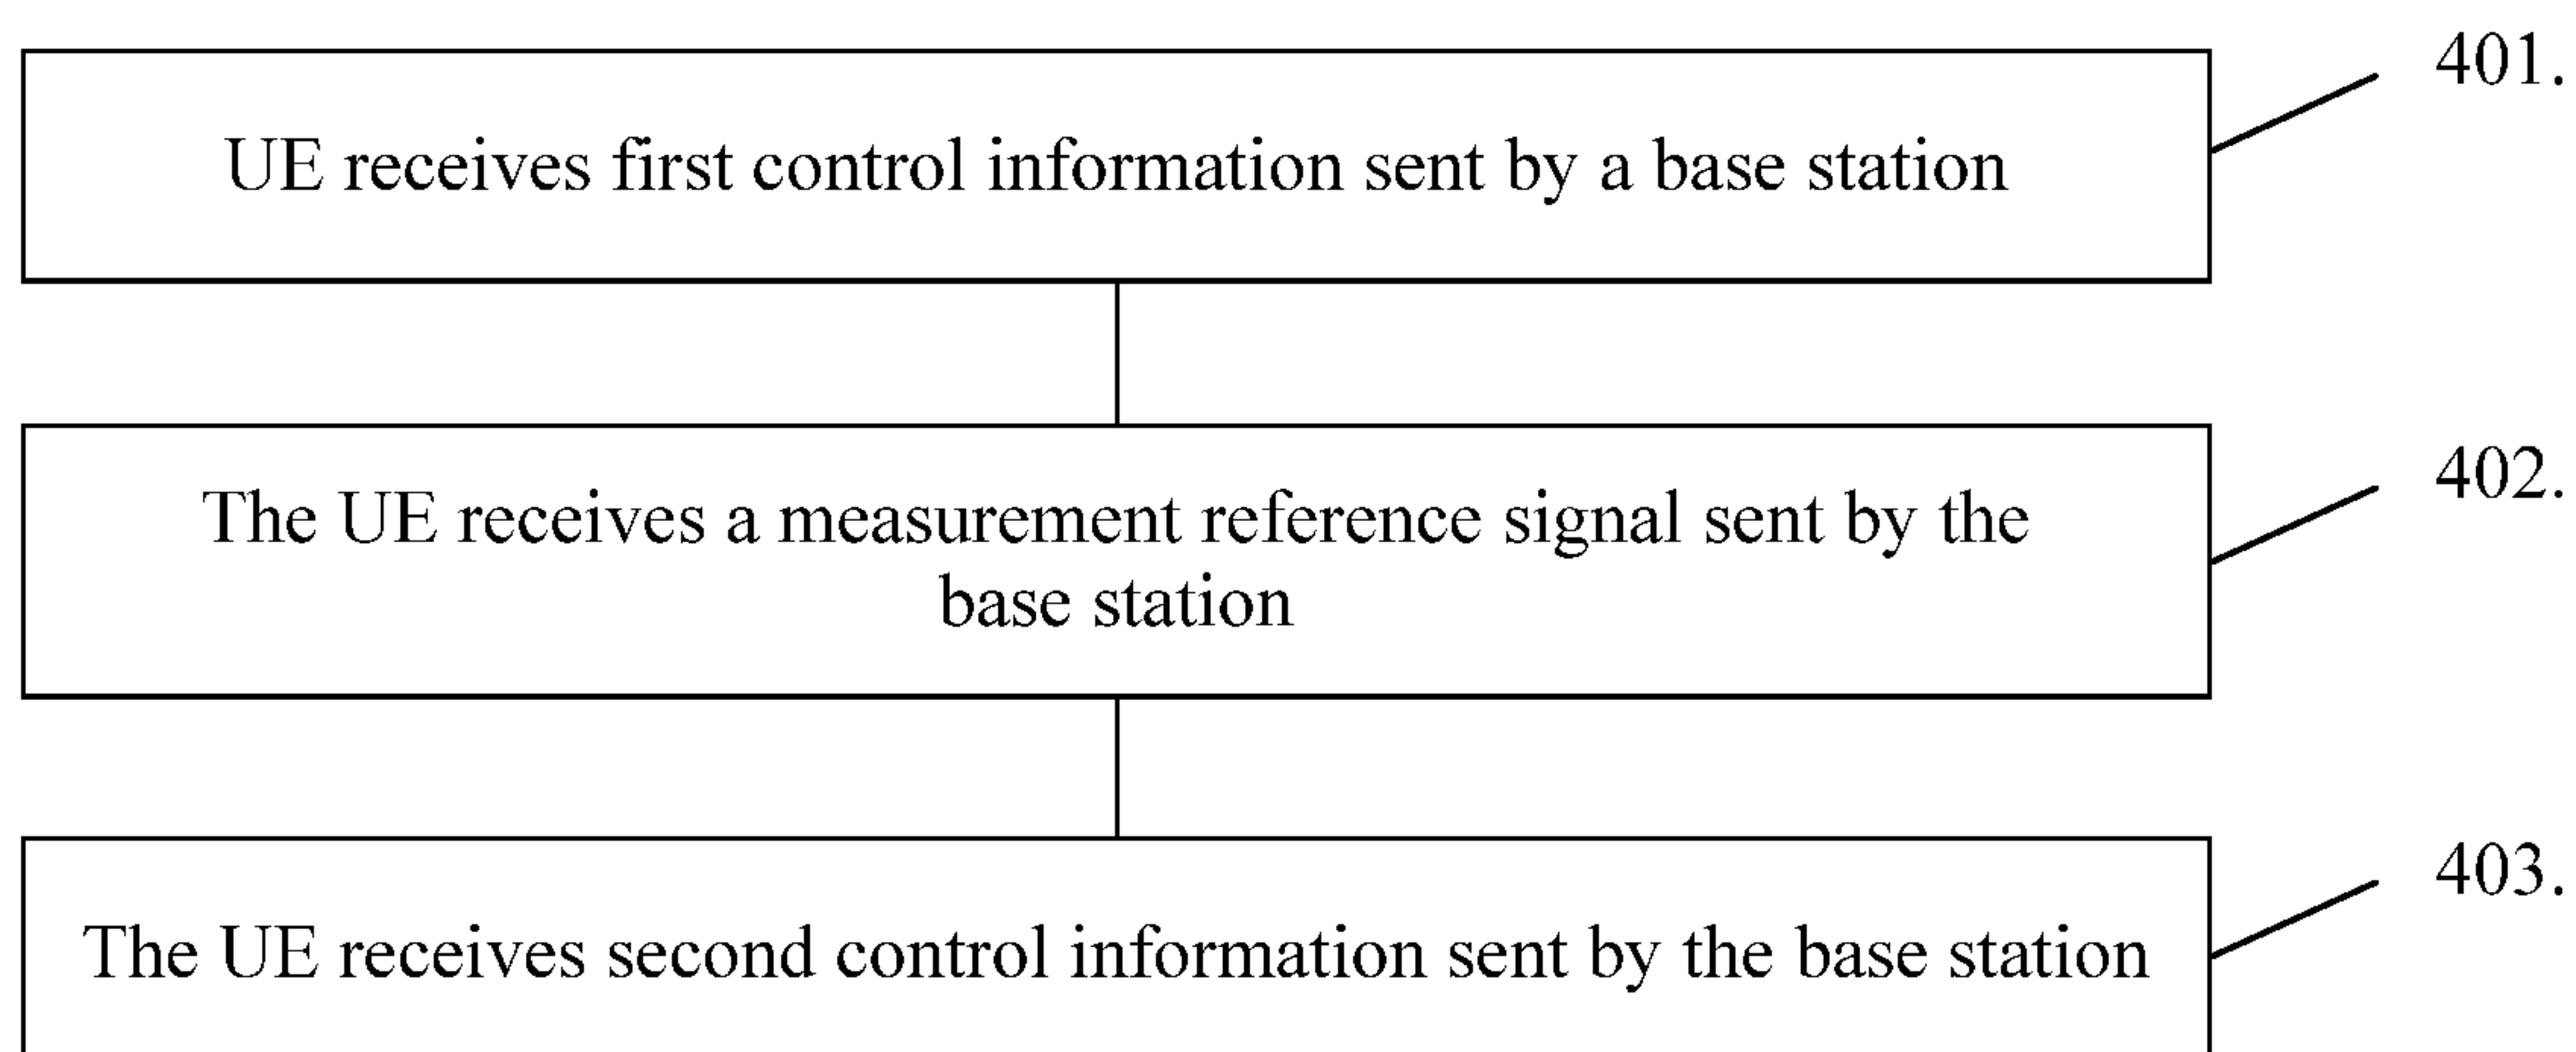 401.
UE receives first control information sent by a base station
402.
The UE receives a measurement reference signal sent by the
base station
403.
The UE receives second control information sent by the base station